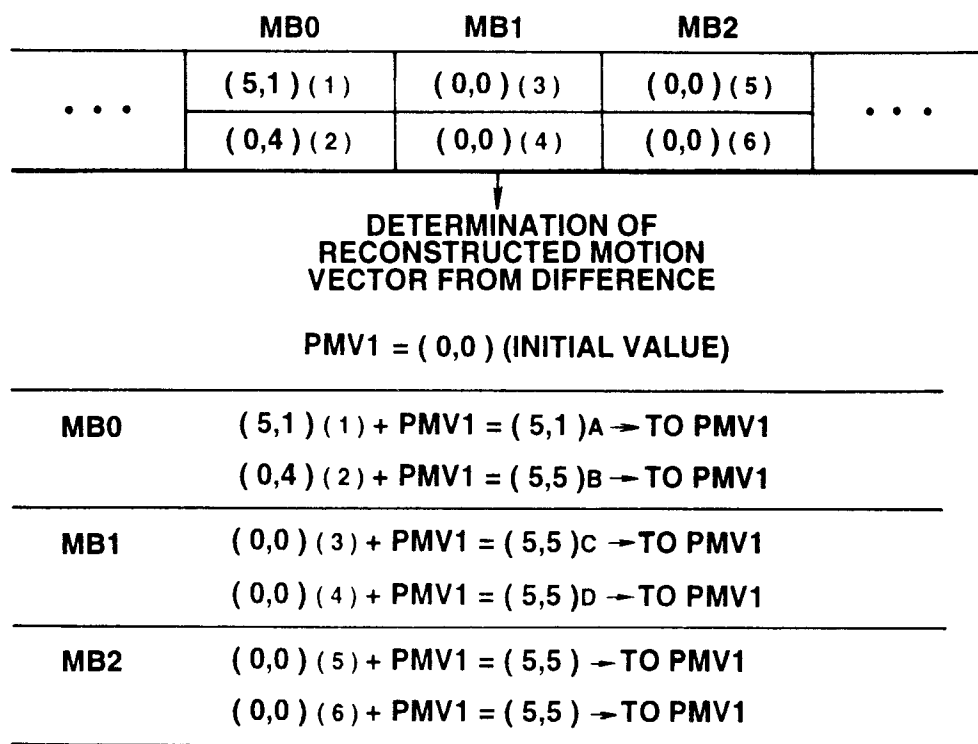 MB0 MB1 MB2
• • • ( 5,1 ) ( 1 ) ( 0,0 ) ( 3 ) ( 0,0 ) ( 5 ) • • •
( 0,4 ) ( 2 ) ( 0,0 ) ( 4 ) ( 0,0 ) ( 6 )
DETERMINATION OF
RECONSTRUCTED MOTION
VECTOR FROM DIFFERENCE
PMV1 = ( 0,0 ) (INITIAL VALUE)
MB0 ( 5,1 ) ( 1 ) + PMV1 = ( 5,1 )A → TO PMV1
( 0,4 ) ( 2 ) + PMV1 = ( 5,5 )B → TO PMV1
MB1 ( 0,0 ) ( 3 ) + PMV1 = ( 5,5 )C → TO PMV1
( 0,0 ) ( 4 ) + PMV1 = ( 5,5 )D → TO PMV1
MB2 ( 0,0 ) ( 5 ) + PMV1 = ( 5,5 ) → TO PMV1
( 0,0 ) ( 6 ) + PMV1 = ( 5,5 ) → TO PMV1